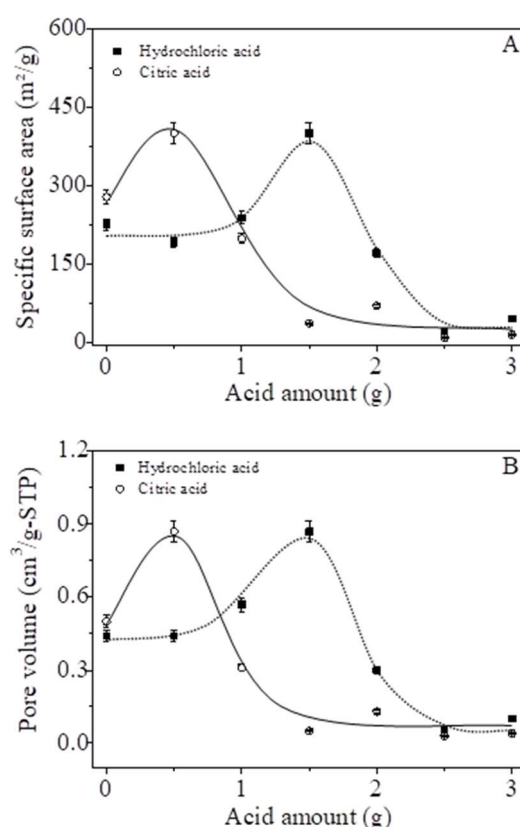 600
A
Hydrochloric acid
Citric acid
450
300
150
0
Specific surface area (m²/g)
0 1 2 3
Acid amount (g)
1.2
B
Hydrochloric acid
Citric acid
0.9
0.6
0.3
0.0
Pore volume (cm³/g-STP)
0 1 2 3
Acid amount (g)